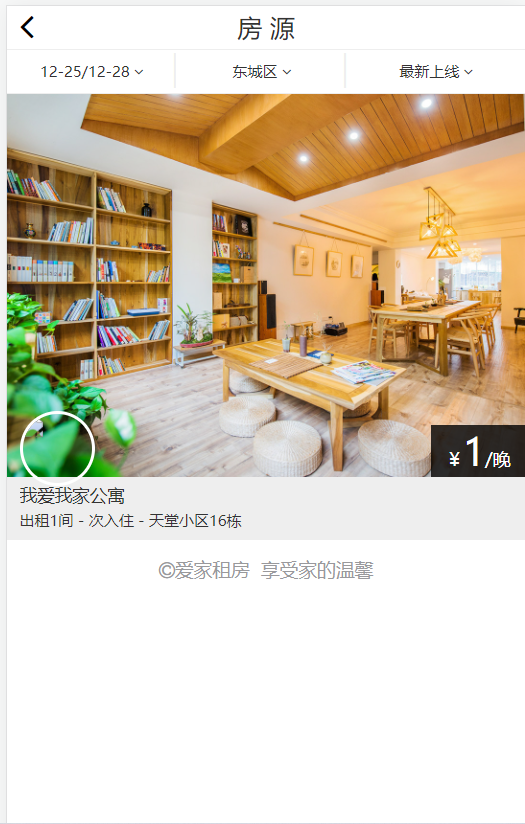 房 源
12-25/12-28
东城区
最新上线
¥1/晚
我爱我家公寓
出租1间 - 次入住 - 天堂小区16栋
©爱家租房 享受家的温馨